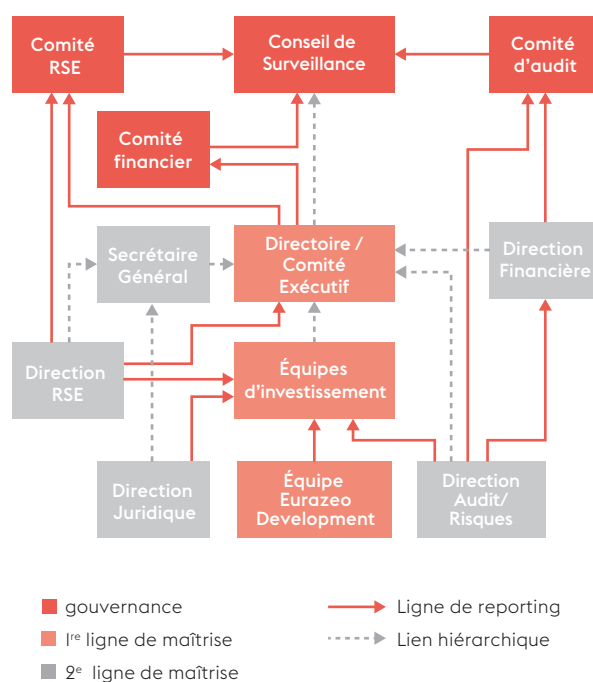 Comité
RSE
Conseil de
Surveillance
Comité
d'audit
Comité
financier
Secrétaire
Général
Directoire /
Comité
Exécutif
Direction
Financière
Direction
RSE
Équipes
d'investissement
Direction
Juridique
Équipe
Eurazeo
Development
Direction
Audit/
Risques
gouvernance
Ligne de reporting
1re ligne de maîtrise
Lien hiérarchique
2e ligne de maîtrise